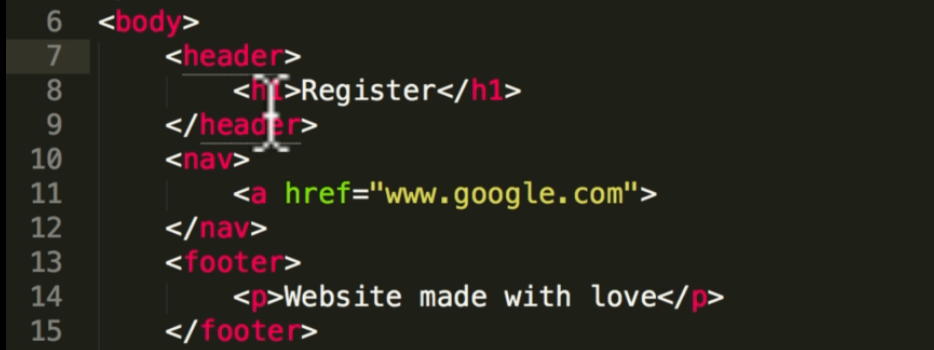 6 <body>
7 <header>
8 <h1>Register</h1>
9 </header>
10 <nav>
11 <a href="www.google.com">
12 </nav>
13 <footer>
14 <p>Website made with love</p>
15 </footer>